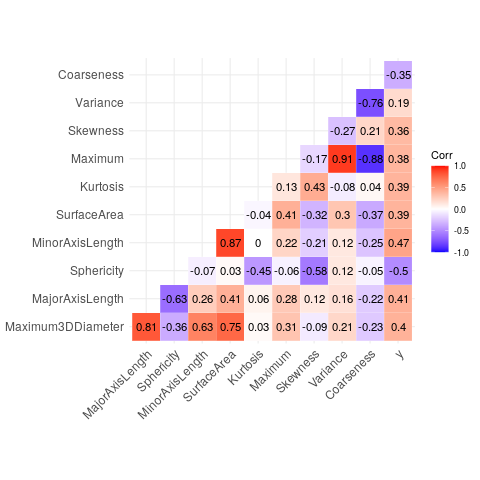 Coarseness -0.35
Variance -0.76 0.19
Skewness -0.27 0.21 0.36
Maximum -0.17 0.91 -0.88 0.38
Kurtosis 0.13 0.43 -0.08 0.04 0.39
SurfaceArea -0.04 0.41 -0.32 0.3 -0.37 0.39
MinorAxisLength 0.87 0 0.22 -0.21 0.12 -0.25 0.47
Sphericity -0.07 0.03 -0.45 -0.06 -0.58 0.12 -0.05 -0.5
MajorAxisLength -0.63 0.26 0.41 0.06 0.28 0.12 0.16 -0.22 0.41
Maximum3DDiameter 0.81 -0.36 0.63 0.75 0.03 0.31 -0.09 0.21 -0.23 0.4
MajorAxisLength
Sphericity
MinorAxisLength
SurfaceArea
Kurtosis
Maximum
Skewness
Variance
Coarseness
y
Corr
1.0
0.5
0.0
-0.5
-1.0